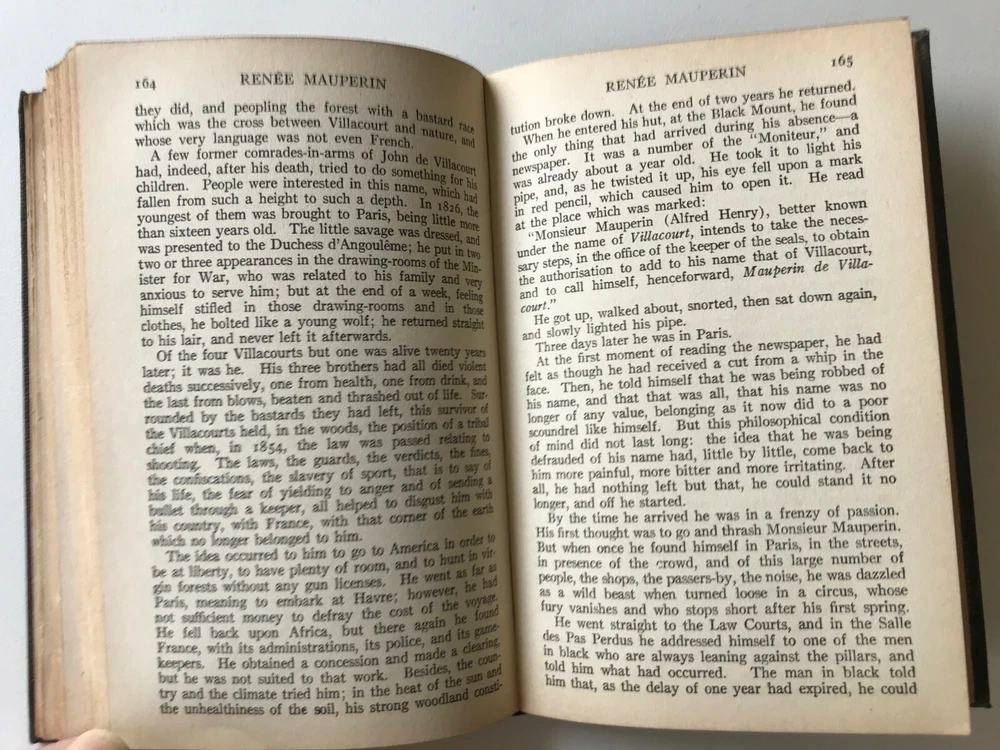 164
RENÉE MAUPERIN
they did, and peopling the forest with a bastard race
which was the cross between Villacourt and nature, and
whose very language was not even French.
A few former comrades-in-arms of John de Villacourt
had, indeed, after his death, tried to do something for his
children. People were interested in this name, which had
fallen from such a height to such a depth. In 1826, the
youngest of them was brought to Paris, being little more
than sixteen years old. The little savage was dressed, and
was presented to the Duchess d'Angoulême; he put in two
two or three appearances in the drawing-rooms of the Min-
ister for War, who was related to his family and very
anxious to serve him; but at the end of a week, feeling
himself stifled in those drawing-rooms and in those
clothes, he bolted like a young wolf; he returned straight
to his lair, and never left it afterwards.
Of the four Villacourts but one was alive twenty years
later; it was he. His three brothers had all died violent
deaths successively, one from health, one from drink, and
the last from blows, beaten and thrashed out of life. Sur-
rounded by the bastards they had left, this survivor of
the Villacourts held, in the woods, the position of a tribal
chief when, in 1854, the law was passed relating to
shooting. The laws, the guards, the verdicts, the fines,
the confiscations, the slavery of sport, that is to say of
his life, the fear of yielding to anger and of sending a
bullet through a keeper, all helped to disgust him with
his country, with France, with that corner of the earth
which no longer belonged to him.
The idea occurred to him to go to America in order to
be at liberty, to have plenty of room, and to hunt in vir-
gin forests without any gun licenses. He went as far as
Paris, meaning to embark at Havre; however, he had
not sufficient money to defray the cost of the voyage.
He fell back upon Africa, but there again he found
France, with its administrations, its police, and its game-
keepers. He obtained a concession and made a clearing,
but he was not suited to that work. Besides, the coun-
try and the climate tried him; in the heat of the sun and
the unhealthiness of the soil, his strong woodland consti-
RENÉE MAUPERIN
165
tution broke down. At the end of two years he returned.
When he entered his hut, at the Black Mount, he found
the only thing that had arrived during his absence—a
newspaper. It was a number of the "Moniteur," and
was already about a year old. He took it to light his
pipe, and, as he twisted it up, his eye fell upon a mark
in red pencil, which caused him to open it. He read
at the place which was marked:
"Monsieur Mauperin (Alfred Henry), better known
under the name of Villacourt, intends to take the neces-
sary steps, in the office of the keeper of the seals, to obtain
the authorisation to add to his name that of Villacourt,
and to call himself, henceforward, Mauperin de Villa-
court."
He got up, walked about, snorted, then sat down again,
and slowly lighted his pipe.
Three days later he was in Paris.
At the first moment of reading the newspaper, he had
felt as though he had received a cut from a whip in the
face. Then, he told himself that he was being robbed of
his name, and that that was all, that his name was no
longer of any value, belonging as it now did to a poor
scoundrel like himself. But this philosophical condition
of mind did not last long: the idea that he was being
defrauded of his name had, little by little, come back to
him more painful, more bitter and more irritating. After
all, he had nothing left but that, he could stand it no
longer, and off he started.
By the time he arrived he was in a frenzy of passion.
His first thought was to go and thrash Monsieur Mauperin.
But when once he found himself in Paris, in the streets,
in presence of the crowd, and of this large number of
people, the shops, the passers-by, the noise, he was dazzled
as a wild beast when turned loose in a circus, whose
fury vanishes and who stops short after his first spring.
He went straight to the Law Courts, and in the Salle
des Pas Perdus he addressed himself to one of the men
in black who are always leaning against the pillars, and
told him what had occurred. The man in black told
him that, as the delay of one year had expired, he could